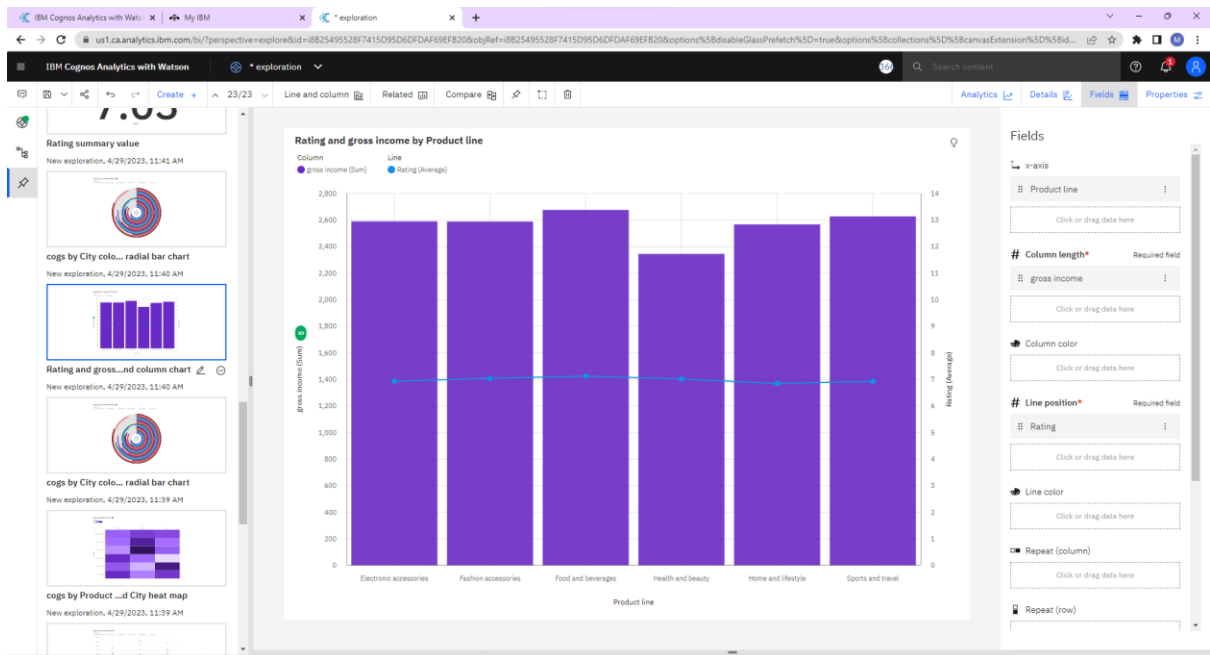 IBM Cognos Analytics with Wats
My IBM
* exploration
us1.ca.analytics.ibm.com/bi/?perspective=explore&id=i8B25495528F7415D95D6DFDAF69EFB20&objRef=i8B25495528F7415D95D6DFDAF69EFB20&options%5BdisableGlassPrefetch%5D=true&options%5Bcollections%5D%5BcanvasExtension%5D%5Bid...
M
IBM Cognos Analytics with Watson
* exploration
Search content
Create +
23/23
Line and column
Related
Compare
Analytics
Details
Fields
Properties
7.03
Rating summary value
New exploration, 4/29/2023, 11:41 AM
cogs by City colo... radial bar chart
New exploration, 4/29/2023, 11:40 AM
Rating and gross...nd column chart
New exploration, 4/29/2023, 11:40 AM
cogs by City colo... radial bar chart
New exploration, 4/29/2023, 11:39 AM
cogs by Product ...d City heat map
New exploration, 4/29/2023, 11:39 AM
Rating and gross income by Product line
Column
Line
gross income (Sum)
Rating (Average)
2,800
2,600
2,400
2,200
2,000
1,800
1,600
1,400
1,200
1,000
800
600
400
200
0
gross income (Sum)
14
13
12
11
10
9
8
7
6
5
4
3
2
1
0
Rating (Average)
Electronic accessories
Fashion accessories
Food and beverages
Health and beauty
Home and lifestyle
Sports and travel
Product line
Fields
x-axis
Product line
Click or drag data here
# Column length*
Required field
gross income
Click or drag data here
Column color
Click or drag data here
# Line position*
Required field
Rating
Click or drag data here
Line color
Click or drag data here
Repeat (column)
Click or drag data here
Repeat (row)